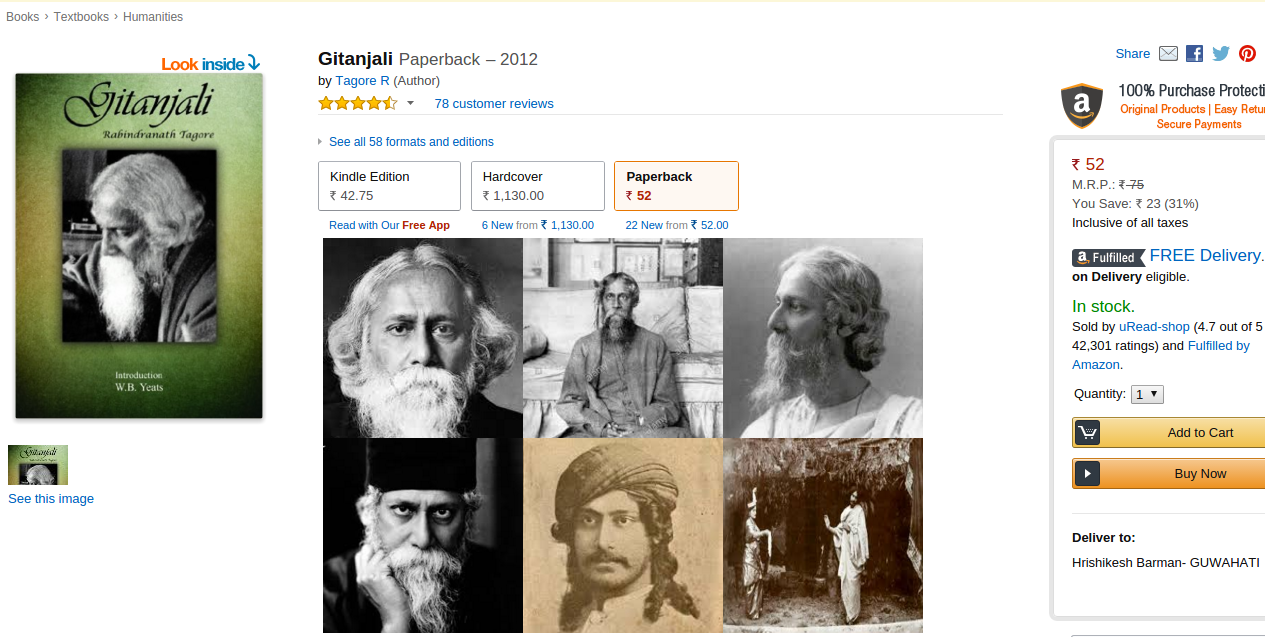 Books › Textbooks › Humanities
Look inside
Gitanjali
Rabindranath Tagore
Introduction
W.B. Yeats
See this image
Gitanjali Paperback – 2012
by Tagore R (Author)
78 customer reviews
See all 58 formats and editions
Kindle Edition
₹ 42.75
Read with Our Free App
Hardcover
₹ 1,130.00
6 New from ₹ 1,130.00
Paperback
₹ 52
22 New from ₹ 52.00
Share
100% Purchase Protecti
Original Products | Easy Retu
Secure Payments
₹ 52
M.R.P.: ₹ 75
You Save: ₹ 23 (31%)
Inclusive of all taxes
a Fulfilled FREE Delivery.
on Delivery eligible.
In stock.
Sold by uRead-shop (4.7 out of 5
42,301 ratings) and Fulfilled by
Amazon.
Quantity: 1
Add to Cart
Buy Now
Deliver to:
Hrishikesh Barman- GUWAHATI